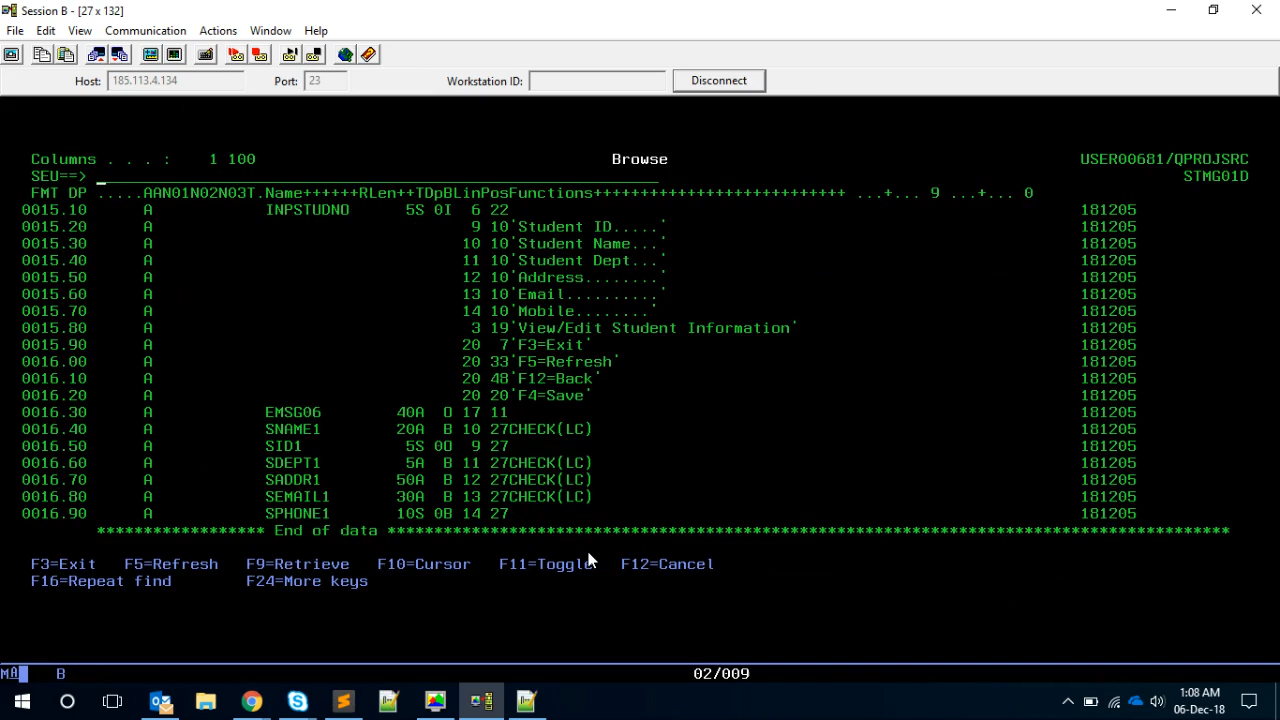 Session B - [27 x 132]
File Edit View Communication Actions Window Help
Host: 185.113.4.134 Port: 23 Workstation ID: Disconnect
Columns . . . : 1 100 Browse USER00681/QPROJSRC
SEU==> STMG01D
FMT DP .....AAN01N02N03T.Name++++++RLen++TDpBLinPosFunctions+++++++++++++++++++++++++++ ...+... 9 ...+... 0
0015.10 A INPSTUDNO 5S 0I 6 22 181205
0015.20 A 9 10'Student ID.....' 181205
0015.30 A 10 10'Student Name...' 181205
0015.40 A 11 10'Student Dept...' 181205
0015.50 A 12 10'Address........' 181205
0015.60 A 13 10'Email..........' 181205
0015.70 A 14 10'Mobile........' 181205
0015.80 A 3 19'View/Edit Student Information' 181205
0015.90 A 20 7'F3=Exit' 181205
0016.00 A 20 33'F5=Refresh' 181205
0016.10 A 20 48'F12=Back' 181205
0016.20 A 20 20'F4=Save' 181205
0016.30 A EMSG06 40A O 17 11 181205
0016.40 A SNAME1 20A B 10 27CHECK(LC) 181205
0016.50 A SID1 5S 0O 9 27 181205
0016.60 A SDEPT1 5A B 11 27CHECK(LC) 181205
0016.70 A SADDR1 50A B 12 27CHECK(LC) 181205
0016.80 A SEMAIL1 30A B 13 27CHECK(LC) 181205
0016.90 A SPHONE1 10S 0B 14 27 181205
****************** End of data ******************************************************************************************
F3=Exit F5=Refresh F9=Retrieve F10=Cursor F11=Toggle F12=Cancel
F16=Repeat find F24=More keys
MA B 02/009
1:08 AM
06-Dec-18